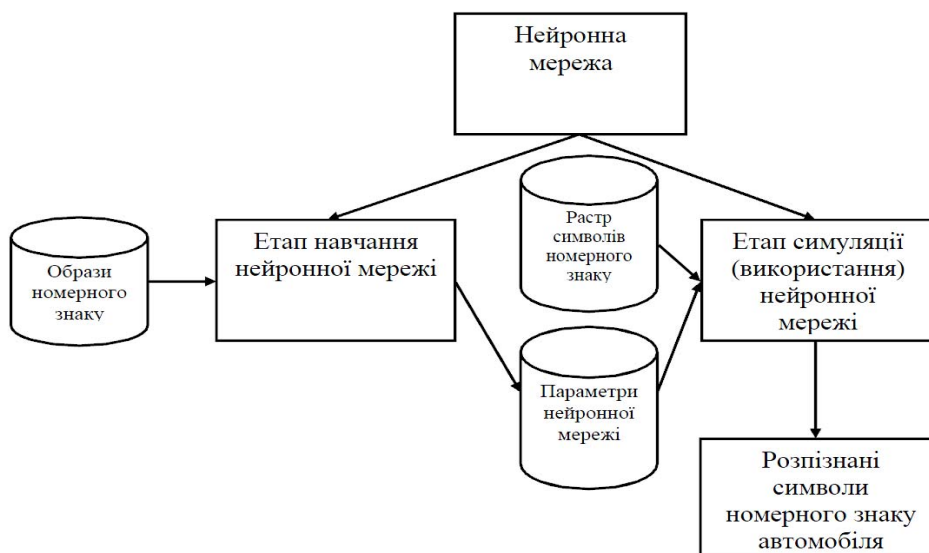 Нейронна
мережа
Растр
символів
номерного
знаку
Етап навчання
нейронної мережі
Етап симуляції
(використання)
нейронної
мережі
Образи
номерного
знаку
Параметри
нейронної
мережі
Розпізнані
символи
номерного знаку
автомобіля